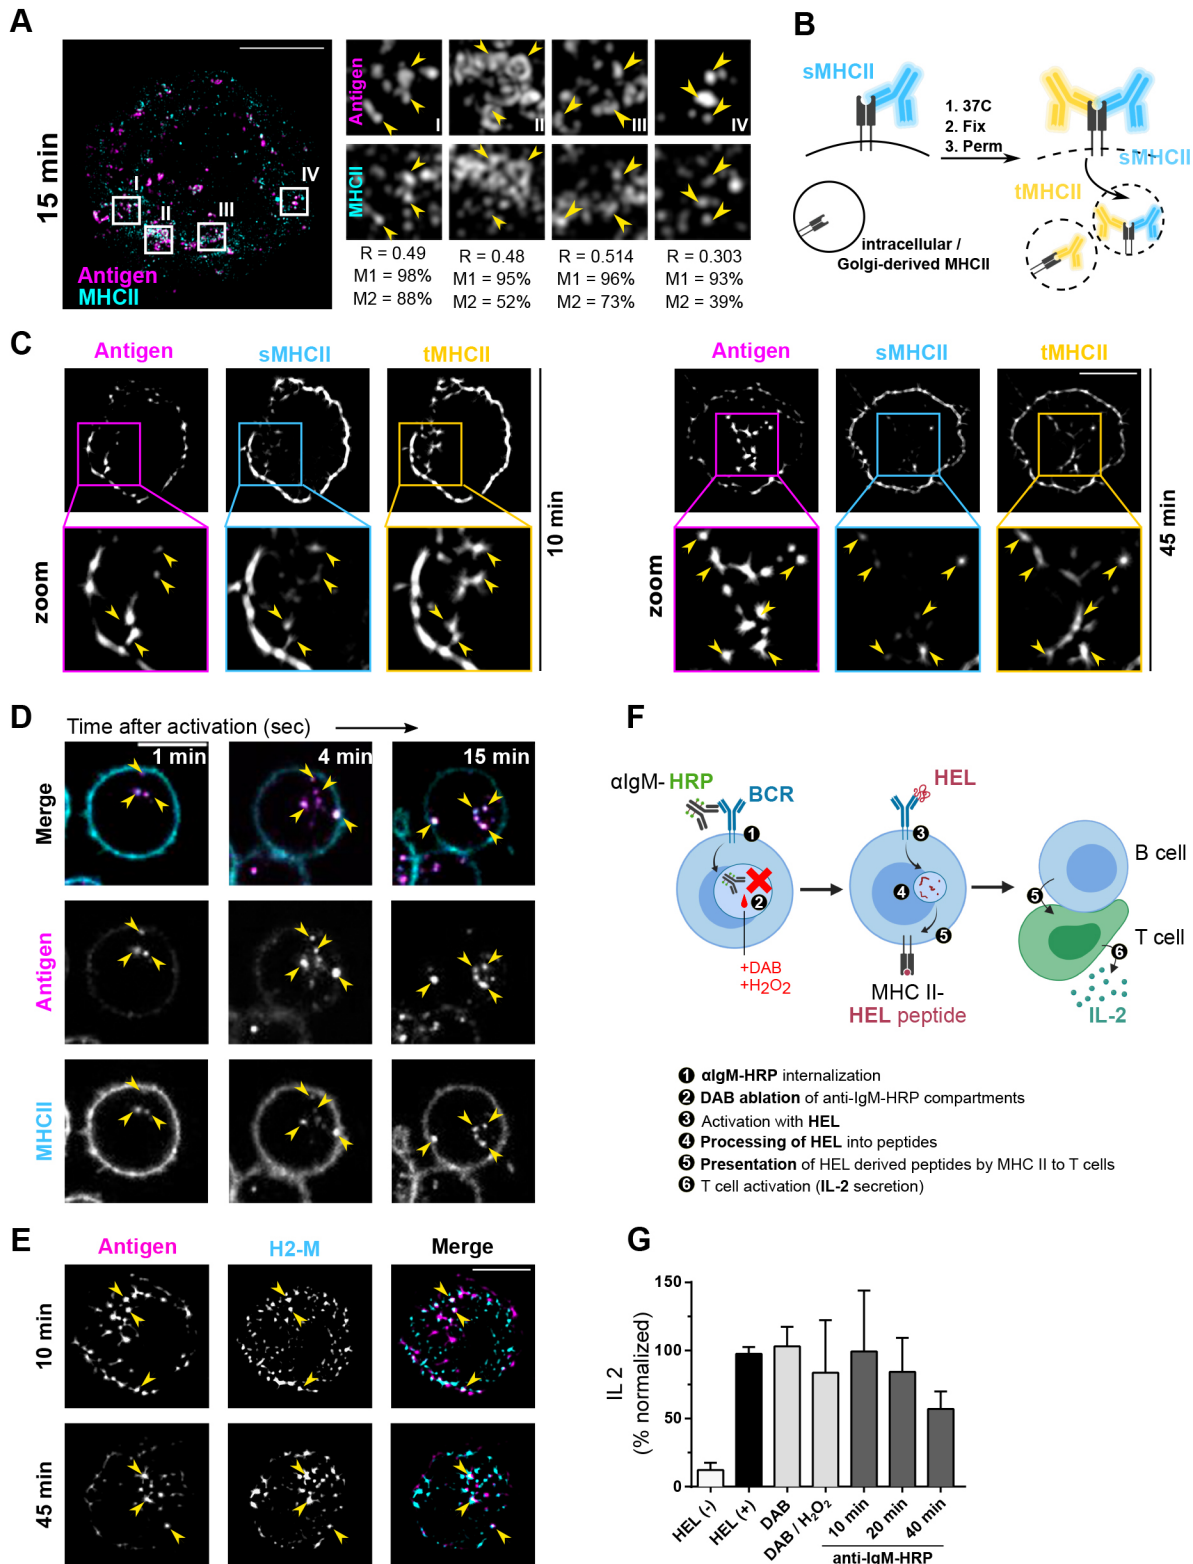 A
15 min
I
II
III
IV
Antigen
MHCII
Antigen
I
II
III
IV
MHCII
R = 0.49
M1 = 98%
M2 = 88%
R = 0.48
M1 = 95%
M2 = 52%
R = 0.514
M1 = 96%
M2 = 73%
R = 0.303
M1 = 93%
M2 = 39%
B
sMHCII
1. 37C
2. Fix
3. Perm
sMHCII
tMHCII
intracellular /
Golgi-derived MHCII
C
Antigen
sMHCII
tMHCII
10 min
zoom
Antigen
sMHCII
tMHCII
45 min
zoom
D
Time after activation (sec)
1 min
4 min
15 min
Merge
Antigen
MHCII
E
Antigen
H2-M
Merge
10 min
45 min
F
αIgM-HRP
BCR
1
2
+DAB
+H2O2
HEL
3
4
5
MHC II-
HEL peptide
B cell
5
T cell
6
IL-2
1 αIgM-HRP internalization
2 DAB ablation of anti-IgM-HRP compartments
3 Activation with HEL
4 Processing of HEL into peptides
5 Presentation of HEL derived peptides by MHC II to T cells
6 T cell activation (IL-2 secretion)
G
IL 2
(% normalized)
150
100
50
0
HEL (-)
HEL (+)
DAB
DAB / H2O2
10 min
20 min
40 min
anti-IgM-HRP